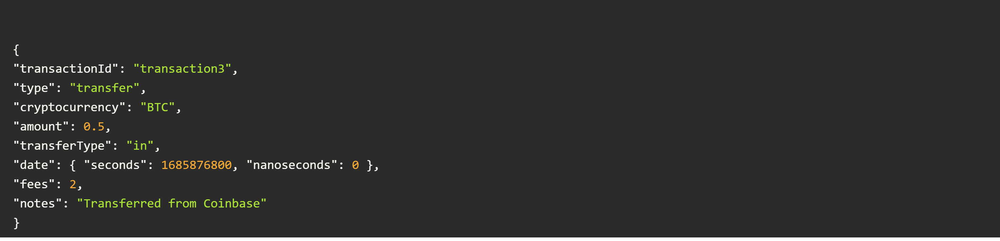 {
"transactionId": "transaction3",
"type": "transfer",
"cryptocurrency": "BTC",
"amount": 0.5,
"transferType": "in",
"date": { "seconds": 1685876800, "nanoseconds": 0 },
"fees": 2,
"notes": "Transferred from Coinbase"
}